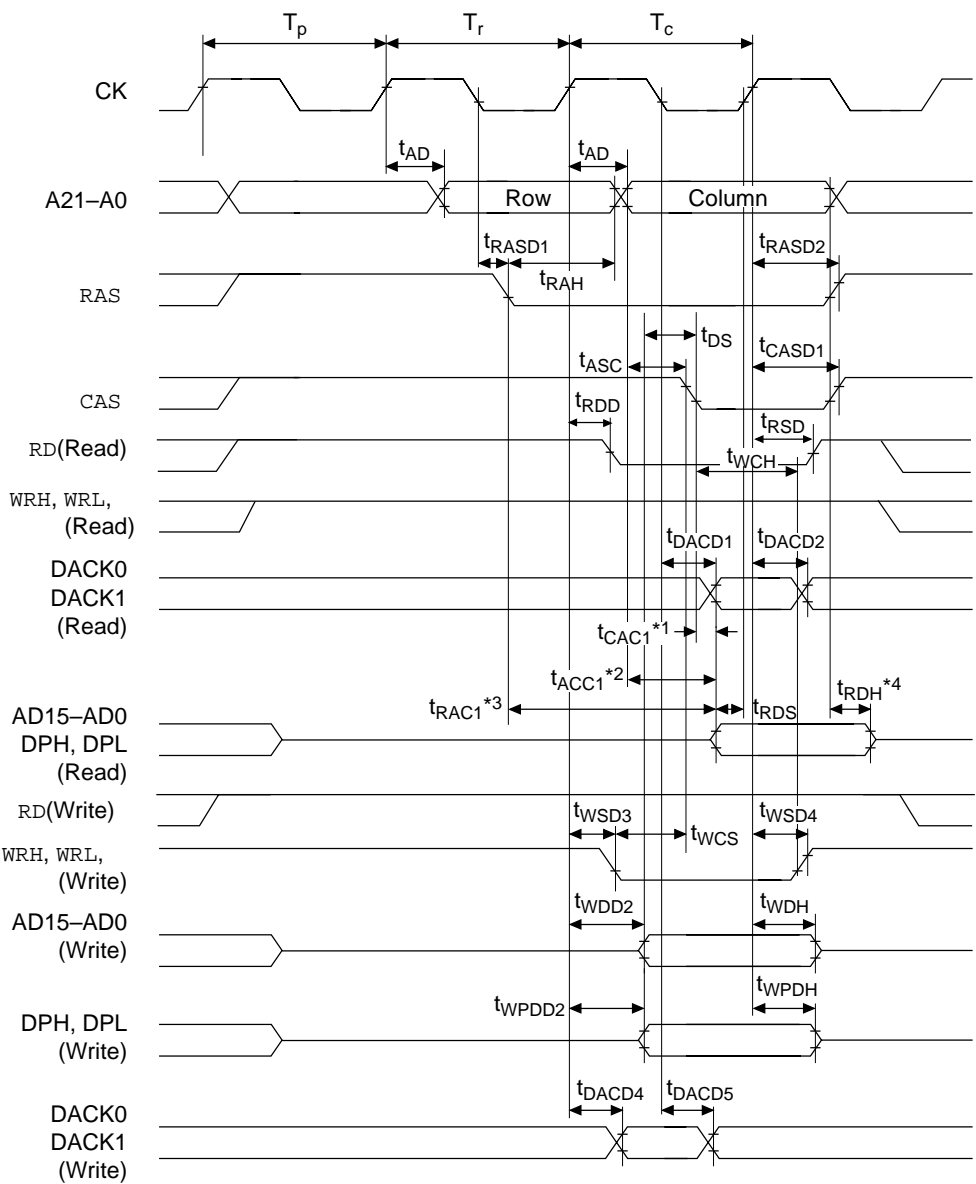 Tp Tr Tc
CK
tAD tAD
A21–A0 Row Column
tRASD1 tRASD2
tRAH
RAS
tDS
tASC tCASD1
CAS
tRDD tRSD
RD(Read)
tWCH
WRH, WRL,
(Read)
tDACD1 tDACD2
DACK0
DACK1
(Read)
tCAC1*1
tACC1*2
tRAC1*3 tRDS tRDH*4
AD15–AD0
DPH, DPL
(Read)
RD(Write)
tWSD3 tWCS tWSD4
WRH, WRL,
(Write)
tWDD2 tWDH
AD15–AD0
(Write)
tWPDD2 tWPDH
DPH, DPL
(Write)
tDACD4 tDACD5
DACK0
DACK1
(Write)